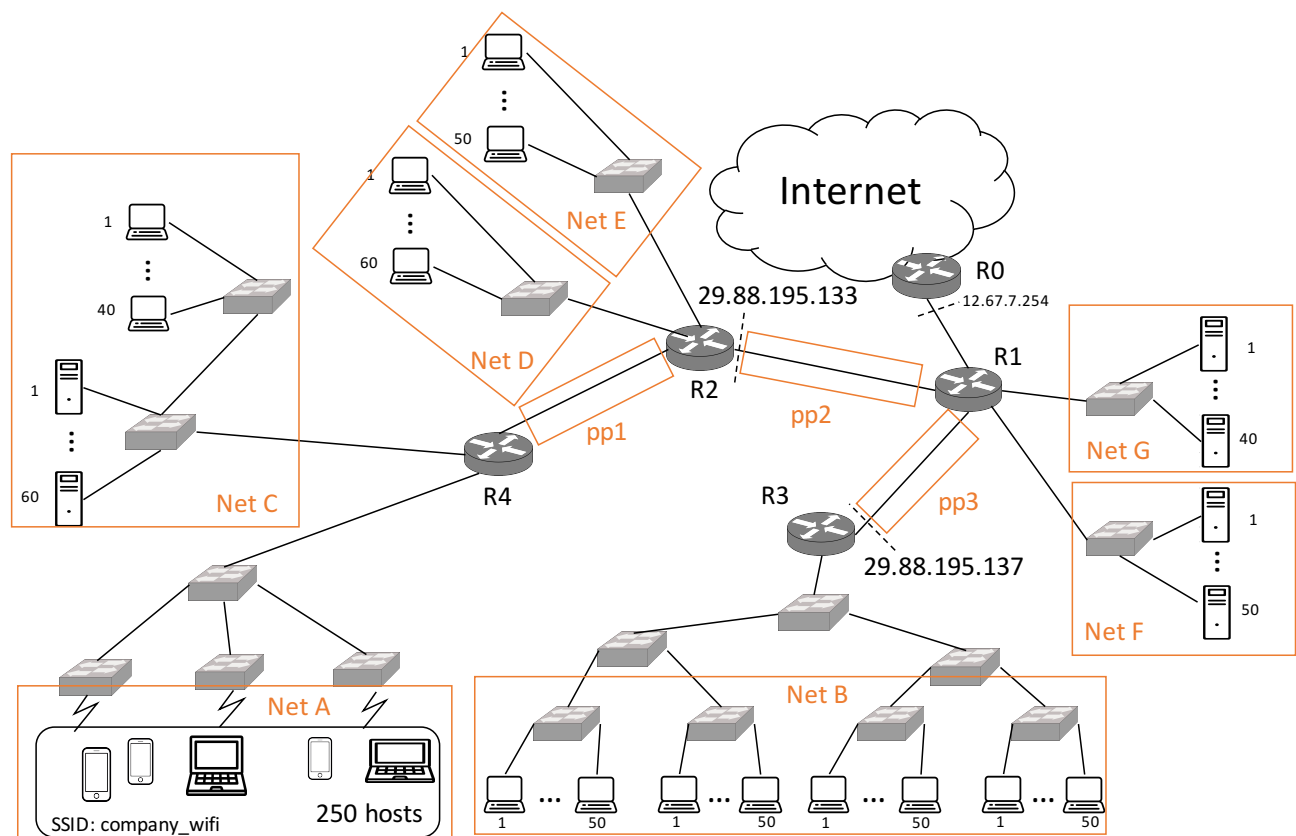 1
⋮
50
Net E
1
⋮
60
Net D
Internet
R0
12.67.7.254
29.88.195.133
R2
pp2
R1
pp1
1
⋮
40
1
⋮
60
Net C
R4
1
⋮
40
Net G
R3
pp3
29.88.195.137
1
⋮
50
Net F
Net A
SSID: company_wifi
250 hosts
Net B
1 ... 50 1 ... 50 1 ... 50 1 ... 50